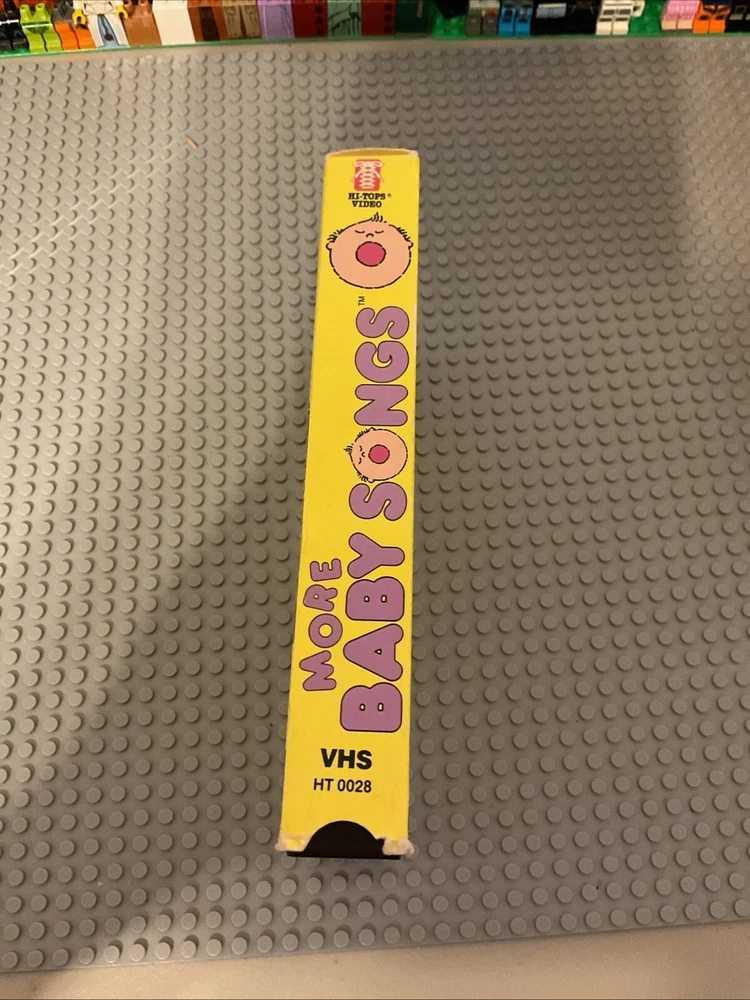 HI-TOPS®
VIDEO
MORE
BABY SONGS™
VHS
HT 0028